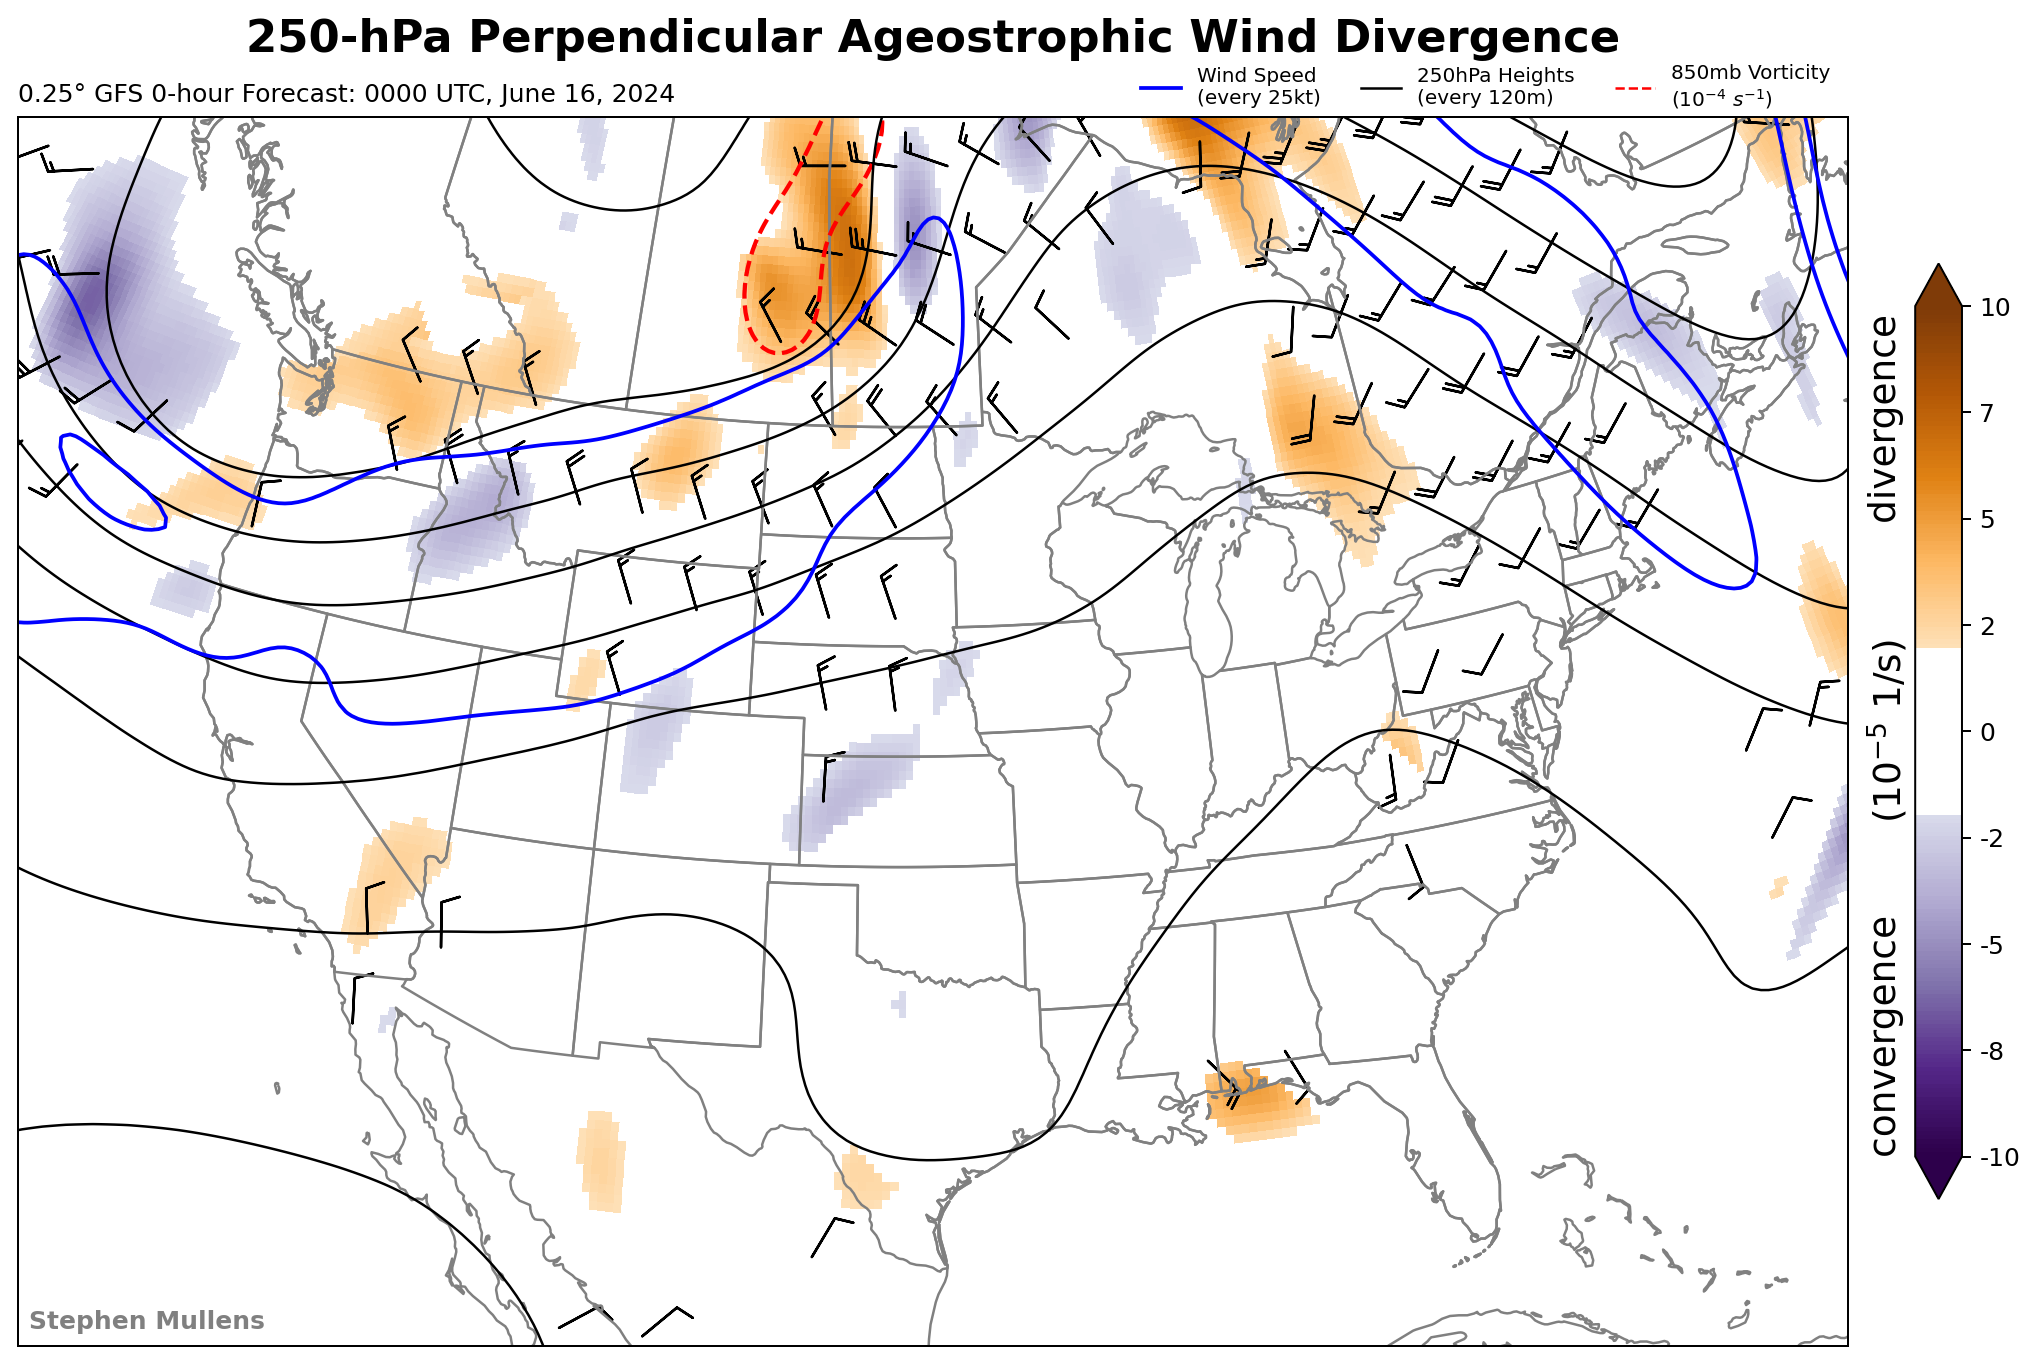 250-hPa Perpendicular Ageostrophic Wind Divergence
0.25° GFS 0-hour Forecast: 0000 UTC, June 16, 2024
Wind Speed
(every 25kt)
250hPa Heights
(every 120m)
850mb Vorticity
(10⁻⁴ s⁻¹)
10
7
5
2
0
-2
-5
-8
-10
convergence (10⁻⁵ 1/s) divergence
Stephen Mullens